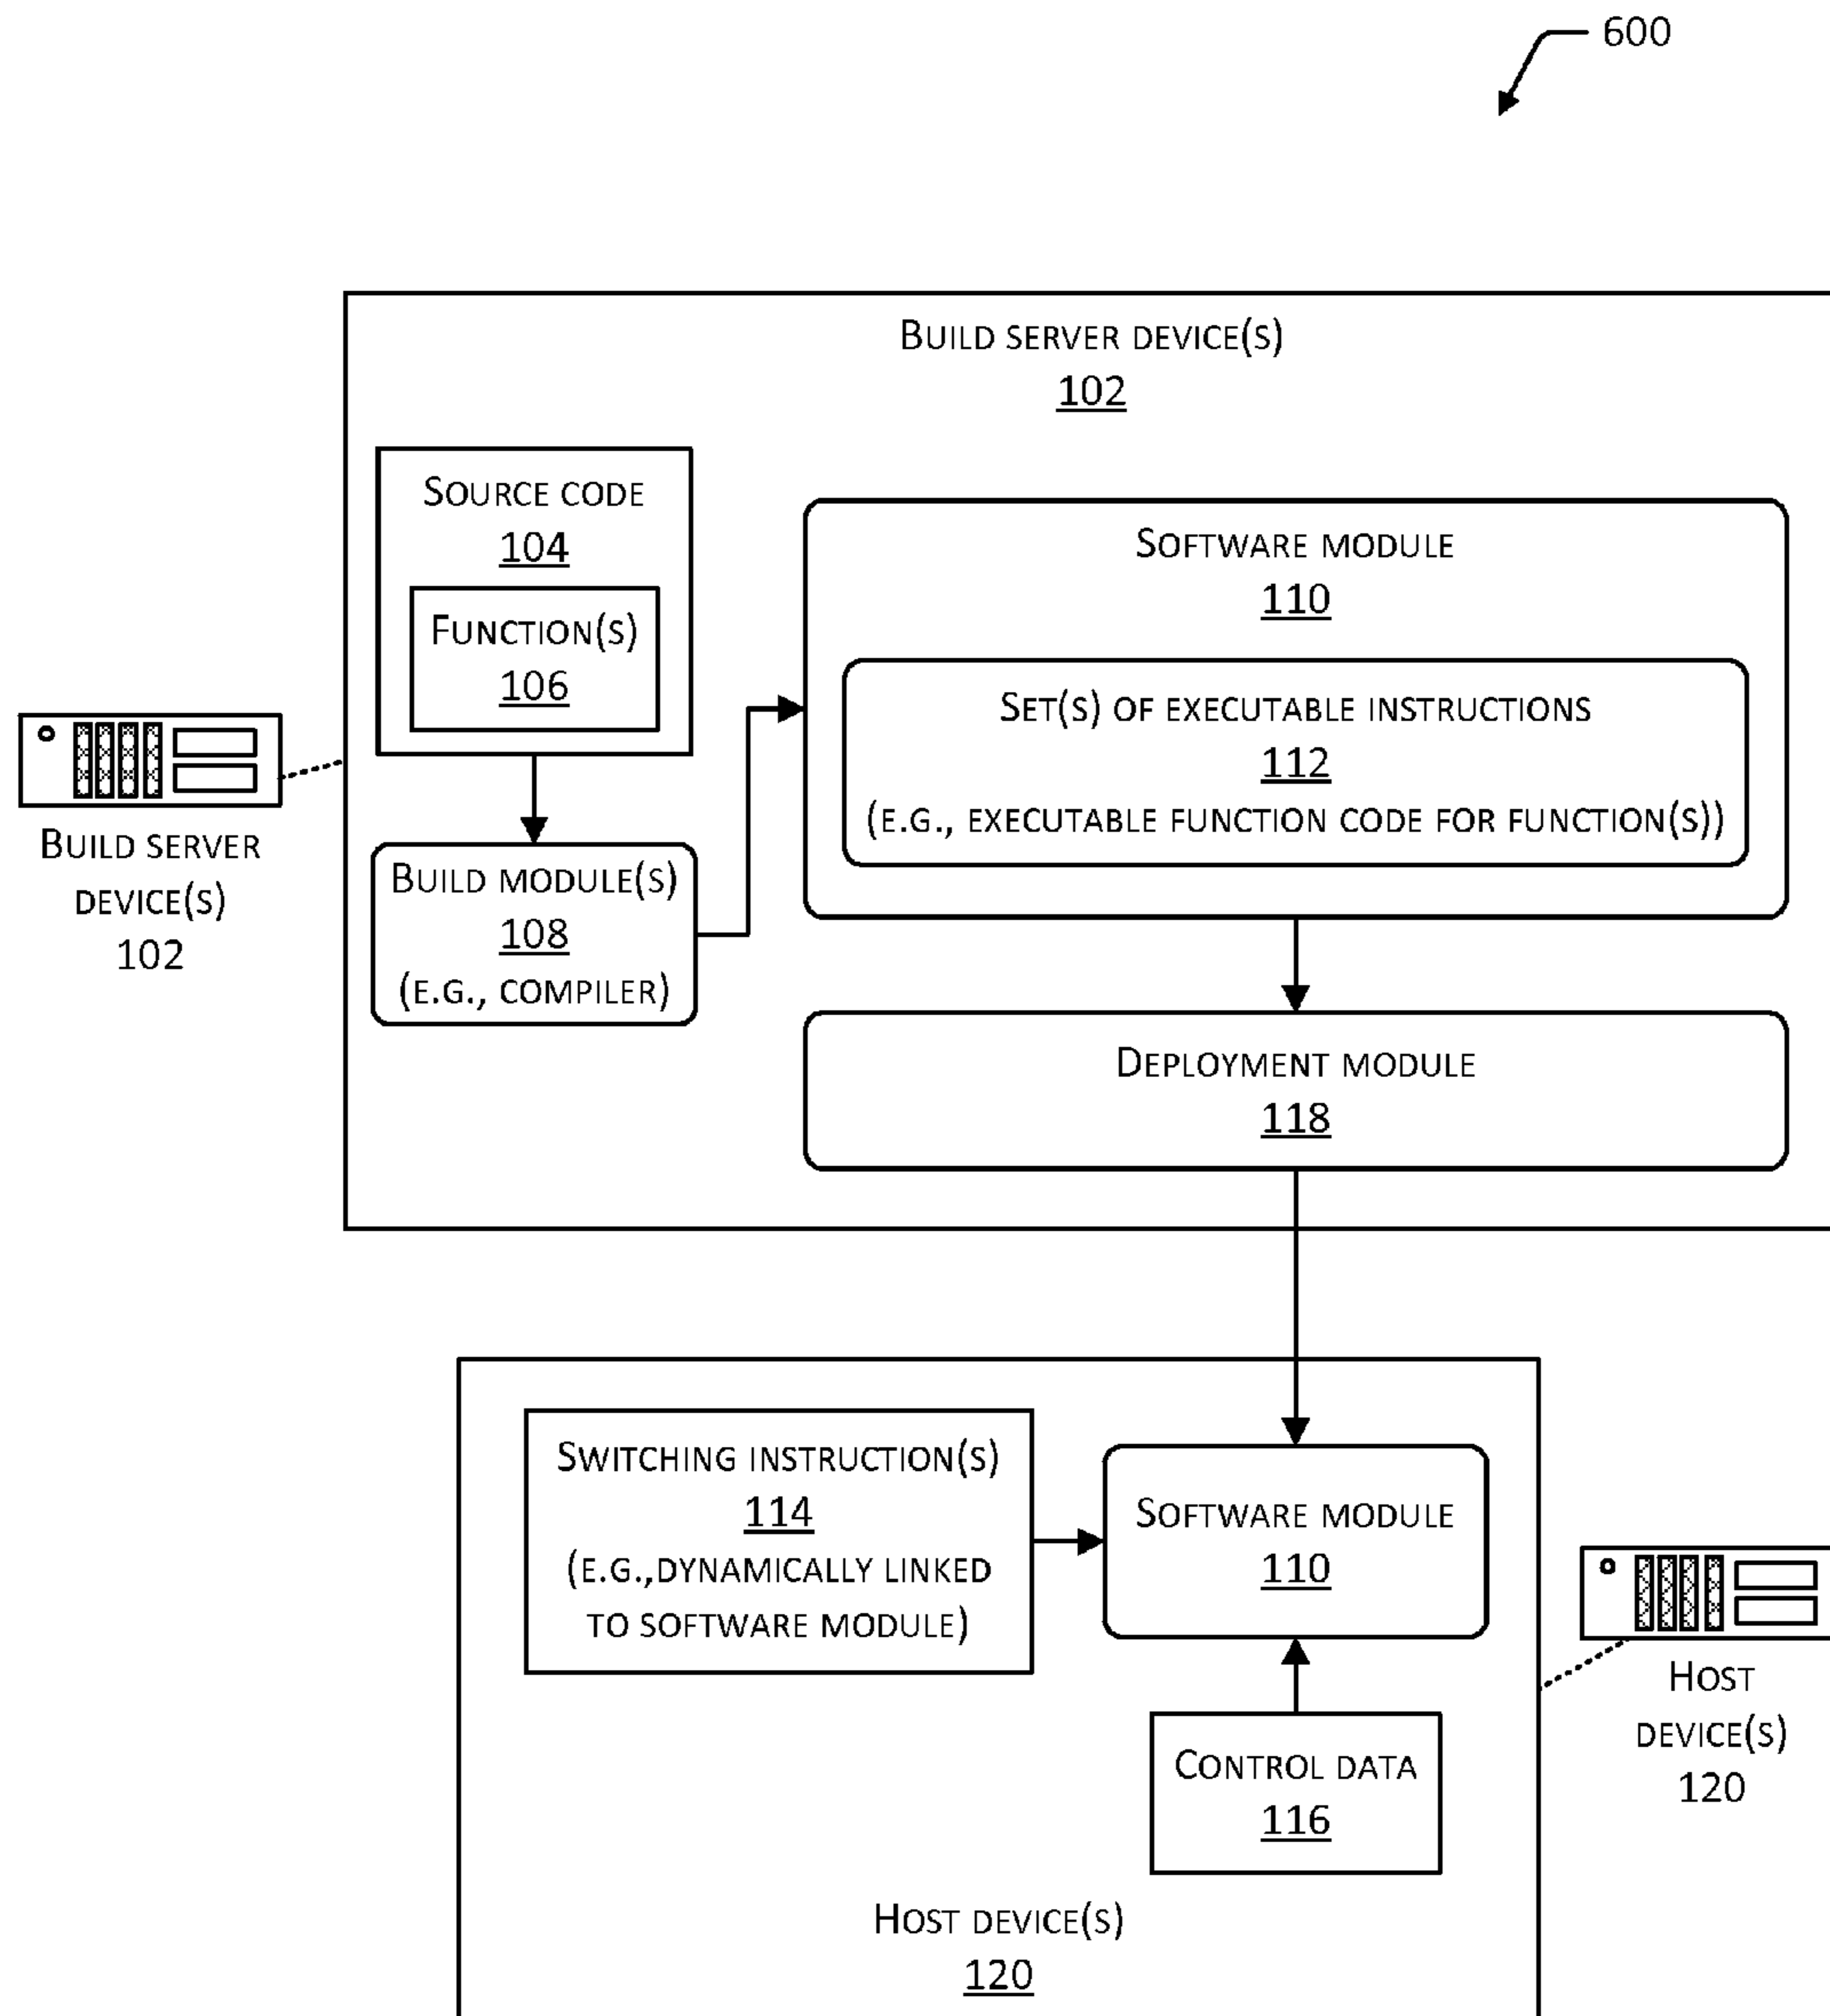 600
BUILD SERVER DEVICE(S)
102
SOURCE CODE
104
FUNCTION(S)
106
SOFTWARE MODULE
110
SET(S) OF EXECUTABLE INSTRUCTIONS
112
(E.G., EXECUTABLE FUNCTION CODE FOR FUNCTION(S))
BUILD SERVER
DEVICE(S)
102
BUILD MODULE(S)
108
(E.G., COMPILER)
DEPLOYMENT MODULE
118
SWITCHING INSTRUCTION(S)
114
(E.G.,DYNAMICALLY LINKED
TO SOFTWARE MODULE)
SOFTWARE MODULE
110
HOST
DEVICE(S)
120
CONTROL DATA
116
HOST DEVICE(S)
120